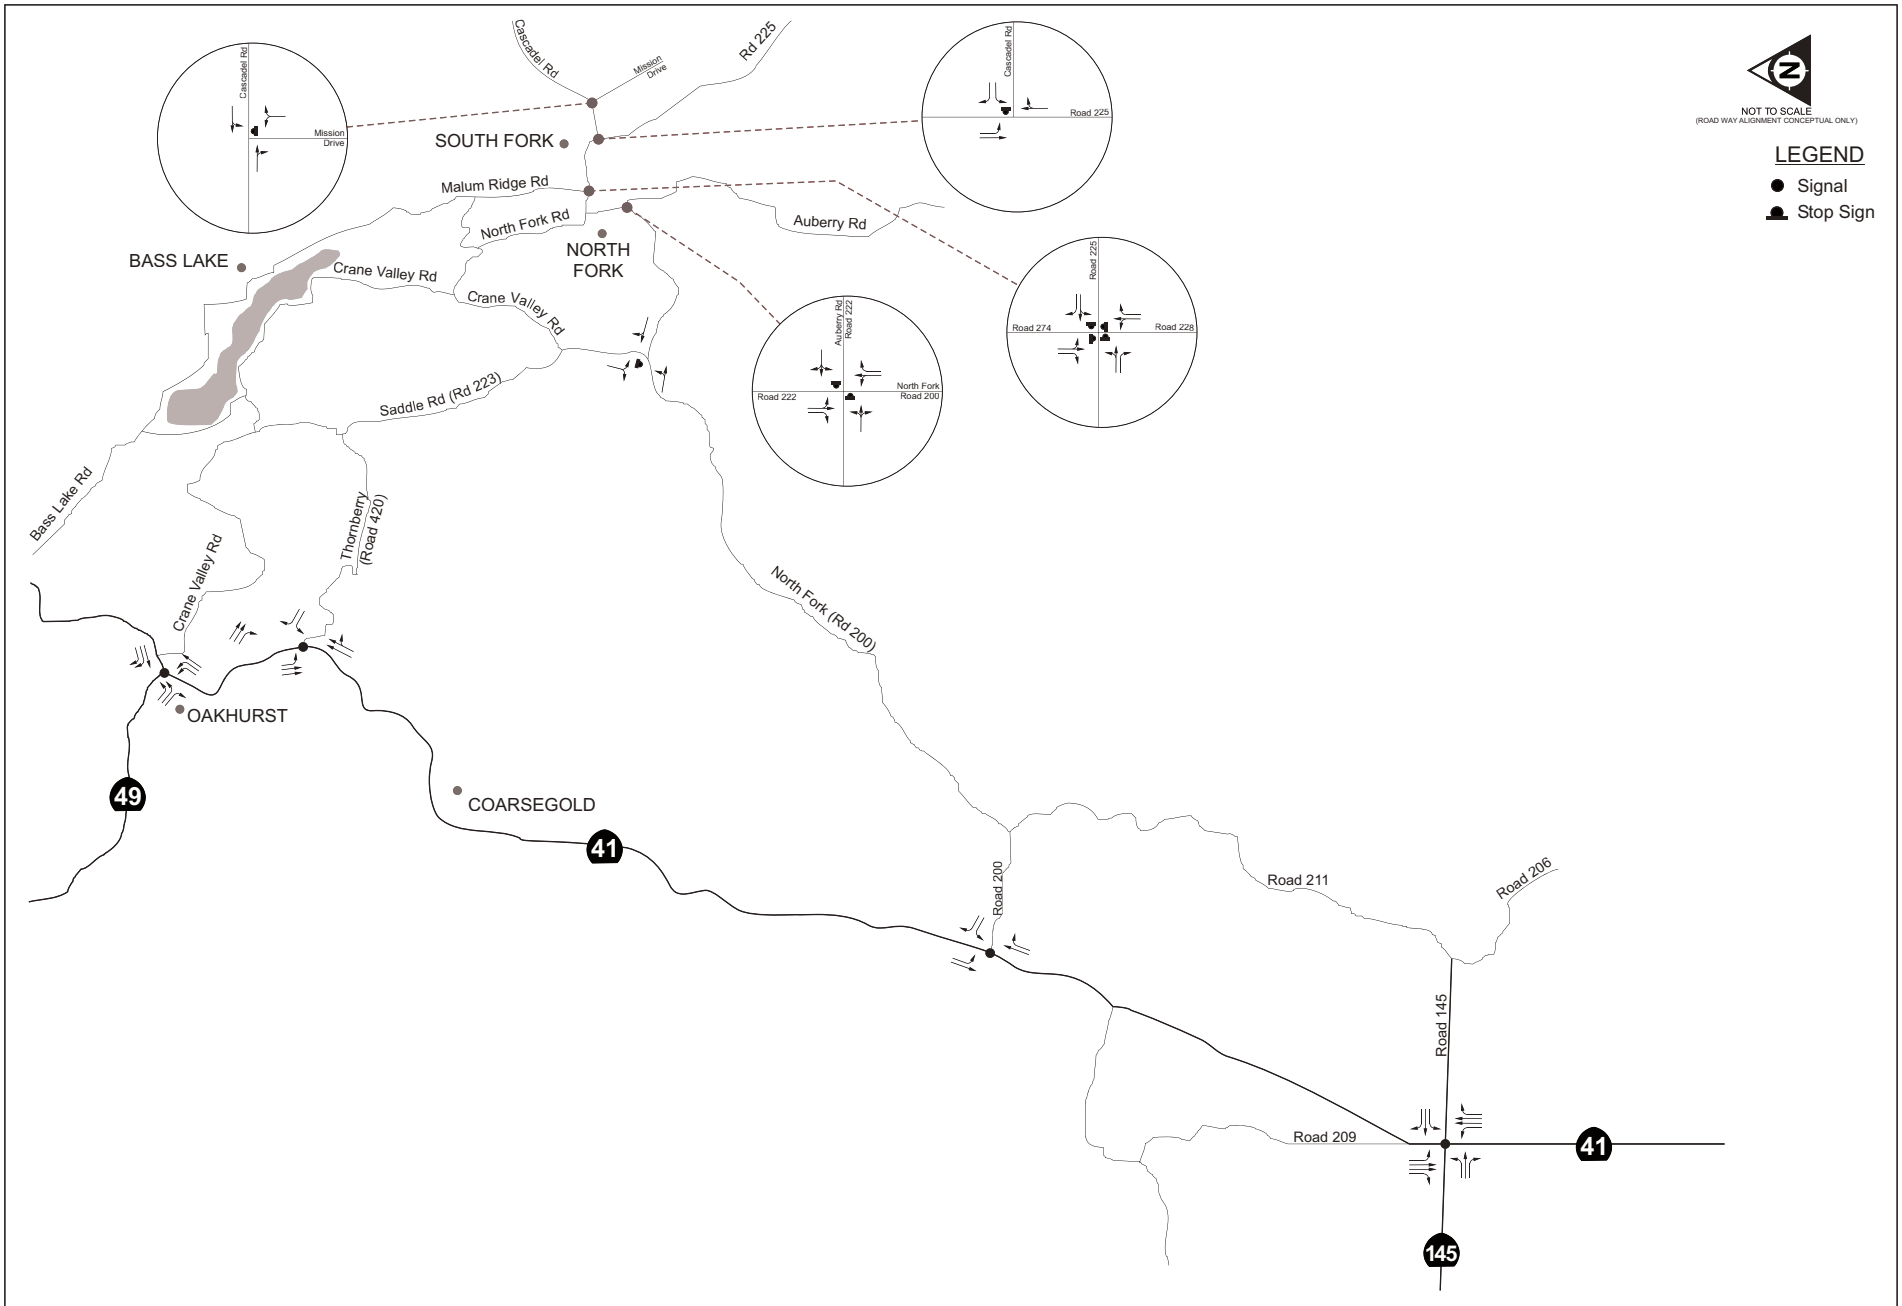 Cascadel Rd
Mission
Drive
Rd 225
Cascadel Rd
Mission
Drive
Cascadel Rd
Road 225
N
NOT TO SCALE
(ROAD WAY ALIGNMENT CONCEPTUAL ONLY)
LEGEND
Signal
Stop Sign
SOUTH FORK
Malum Ridge Rd
North Fork Rd
NORTH
FORK
Auberry Rd
BASS LAKE
Crane Valley Rd
Crane Valley Rd
Road 225
Road 274
Road 228
Auberry Rd
Road 222
North Fork
Road 222
Road 200
Saddle Rd (Rd 223)
Bass Lake Rd
Thornberry
(Road 420)
Crane Valley Rd
North Fork (Rd 200)
OAKHURST
49
COARSEGOLD
41
Road 200
Road 211
Road 206
Road 145
Road 209
41
145